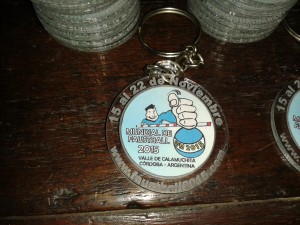 15 al 22 de Noviembre
MUNDIAL DE
FAUSTBALL
2015
VALLE DE CALAMUCHITA
CÓRDOBA - ARGENTINA